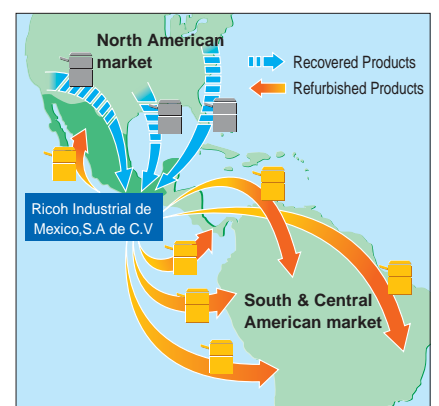 North American
market
Recovered Products
Refurbished Products
Ricoh Industrial de
Mexico,S.A de C.V
South & Central
American market